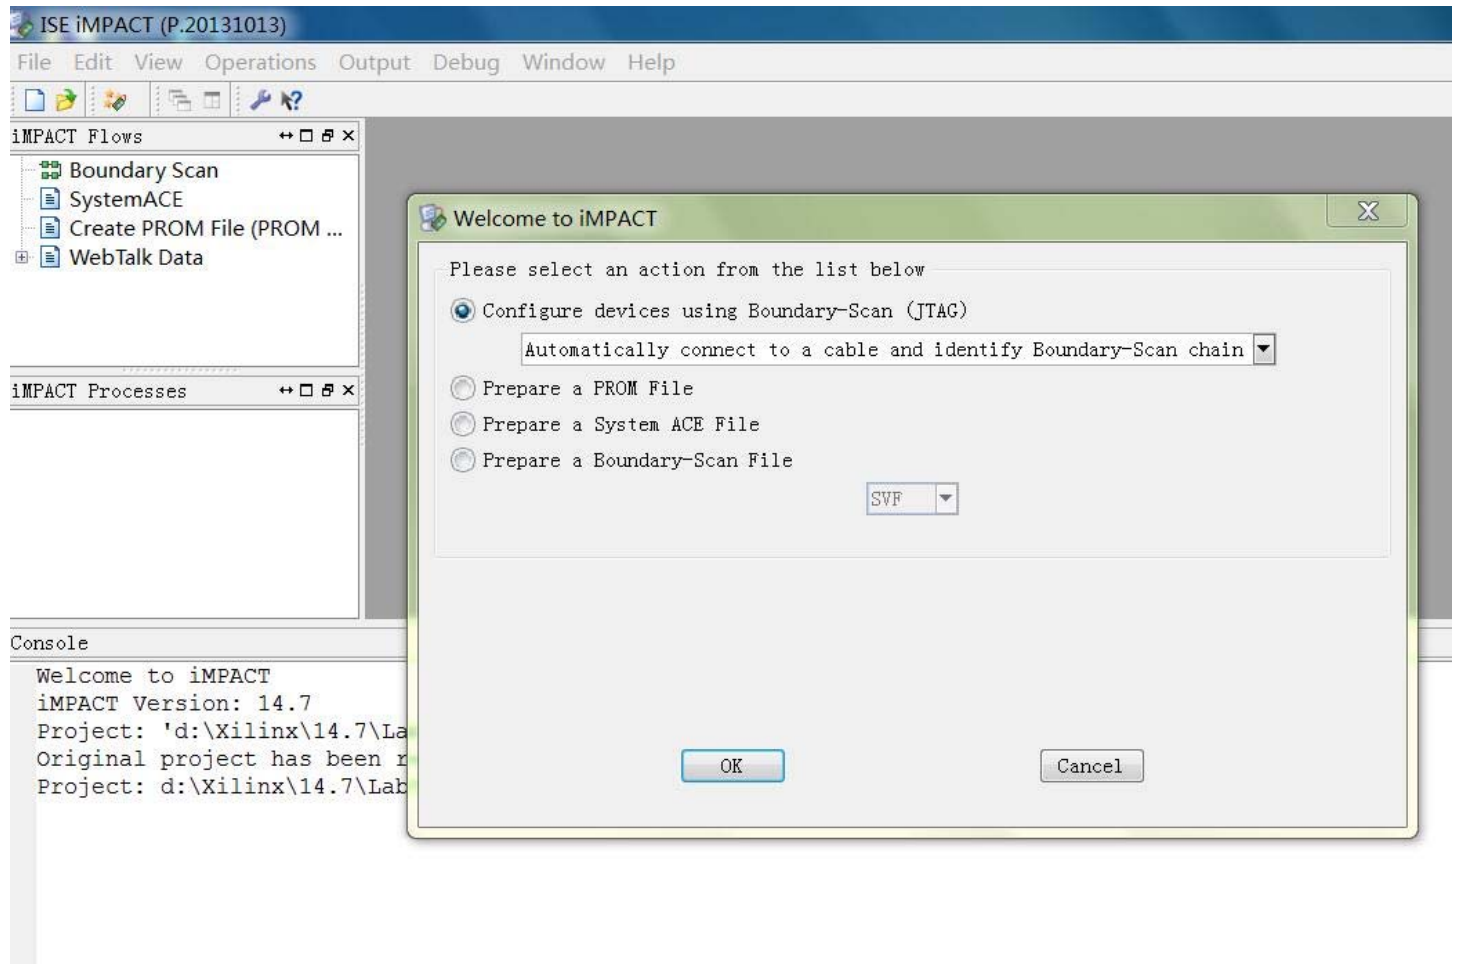 ISE iMPACT (P.20131013)
File Edit View Operations Output Debug Window Help
iMPACT Flows
Boundary Scan
SystemACE
Create PROM File (PROM ...
WebTalk Data
Welcome to iMPACT
Please select an action from the list below
Configure devices using Boundary-Scan (JTAG)
Automatically connect to a cable and identify Boundary-Scan chain
Prepare a PROM File
Prepare a System ACE File
Prepare a Boundary-Scan File
SVF
OK Cancel
iMPACT Processes
Console
Welcome to iMPACT
iMPACT Version: 14.7
Project: 'd:\Xilinx\14.7\La
Original project has been r
Project: d:\Xilinx\14.7\Lab